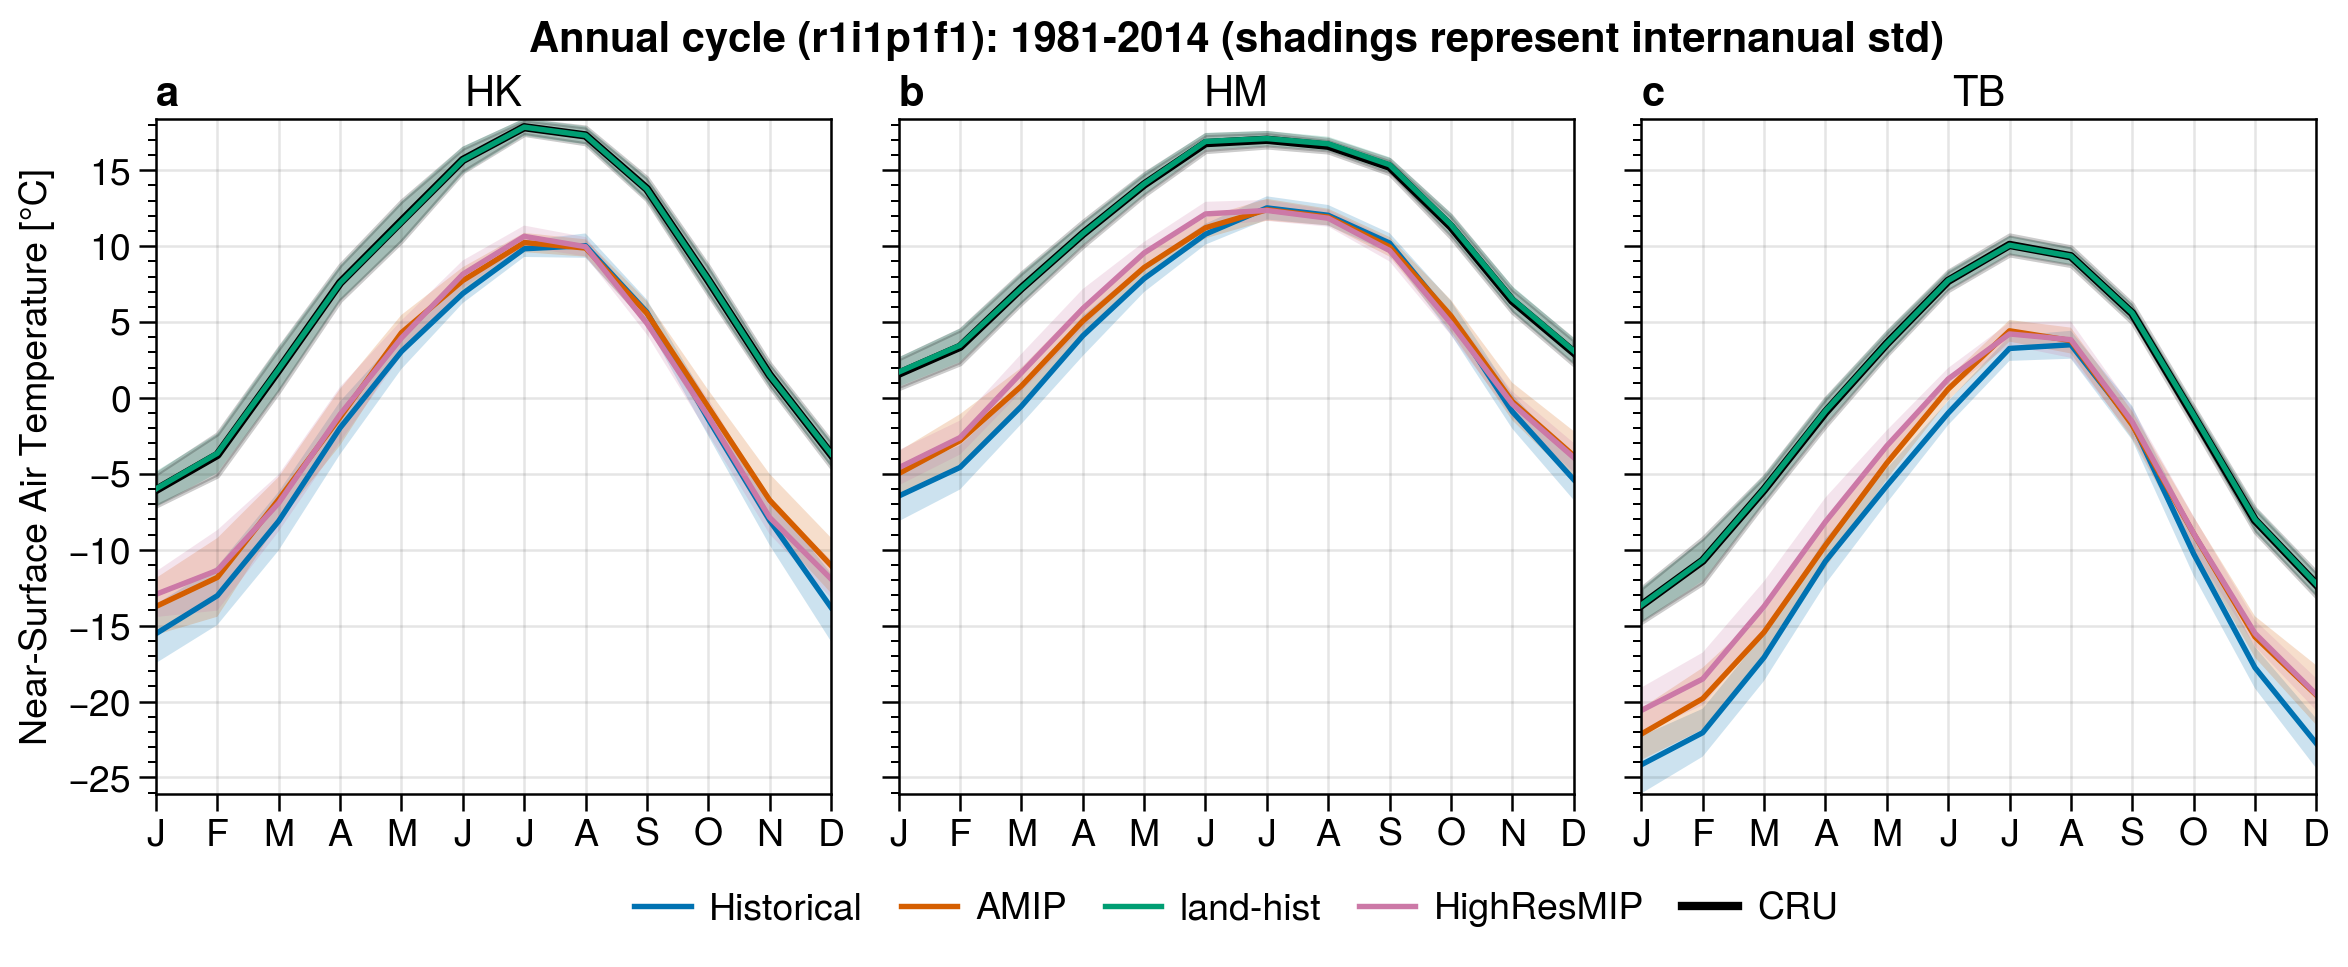 Annual cycle (r1i1p1f1): 1981-2014 (shadings represent internanual std)
a HK
b HM
c TB
Near-Surface Air Temperature [°C]
15
10
5
0
−5
−10
−15
−20
−25
J F M A M J J A S O N D
J F M A M J J A S O N D
J F M A M J J A S O N D
Historical AMIP land-hist HighResMIP CRU